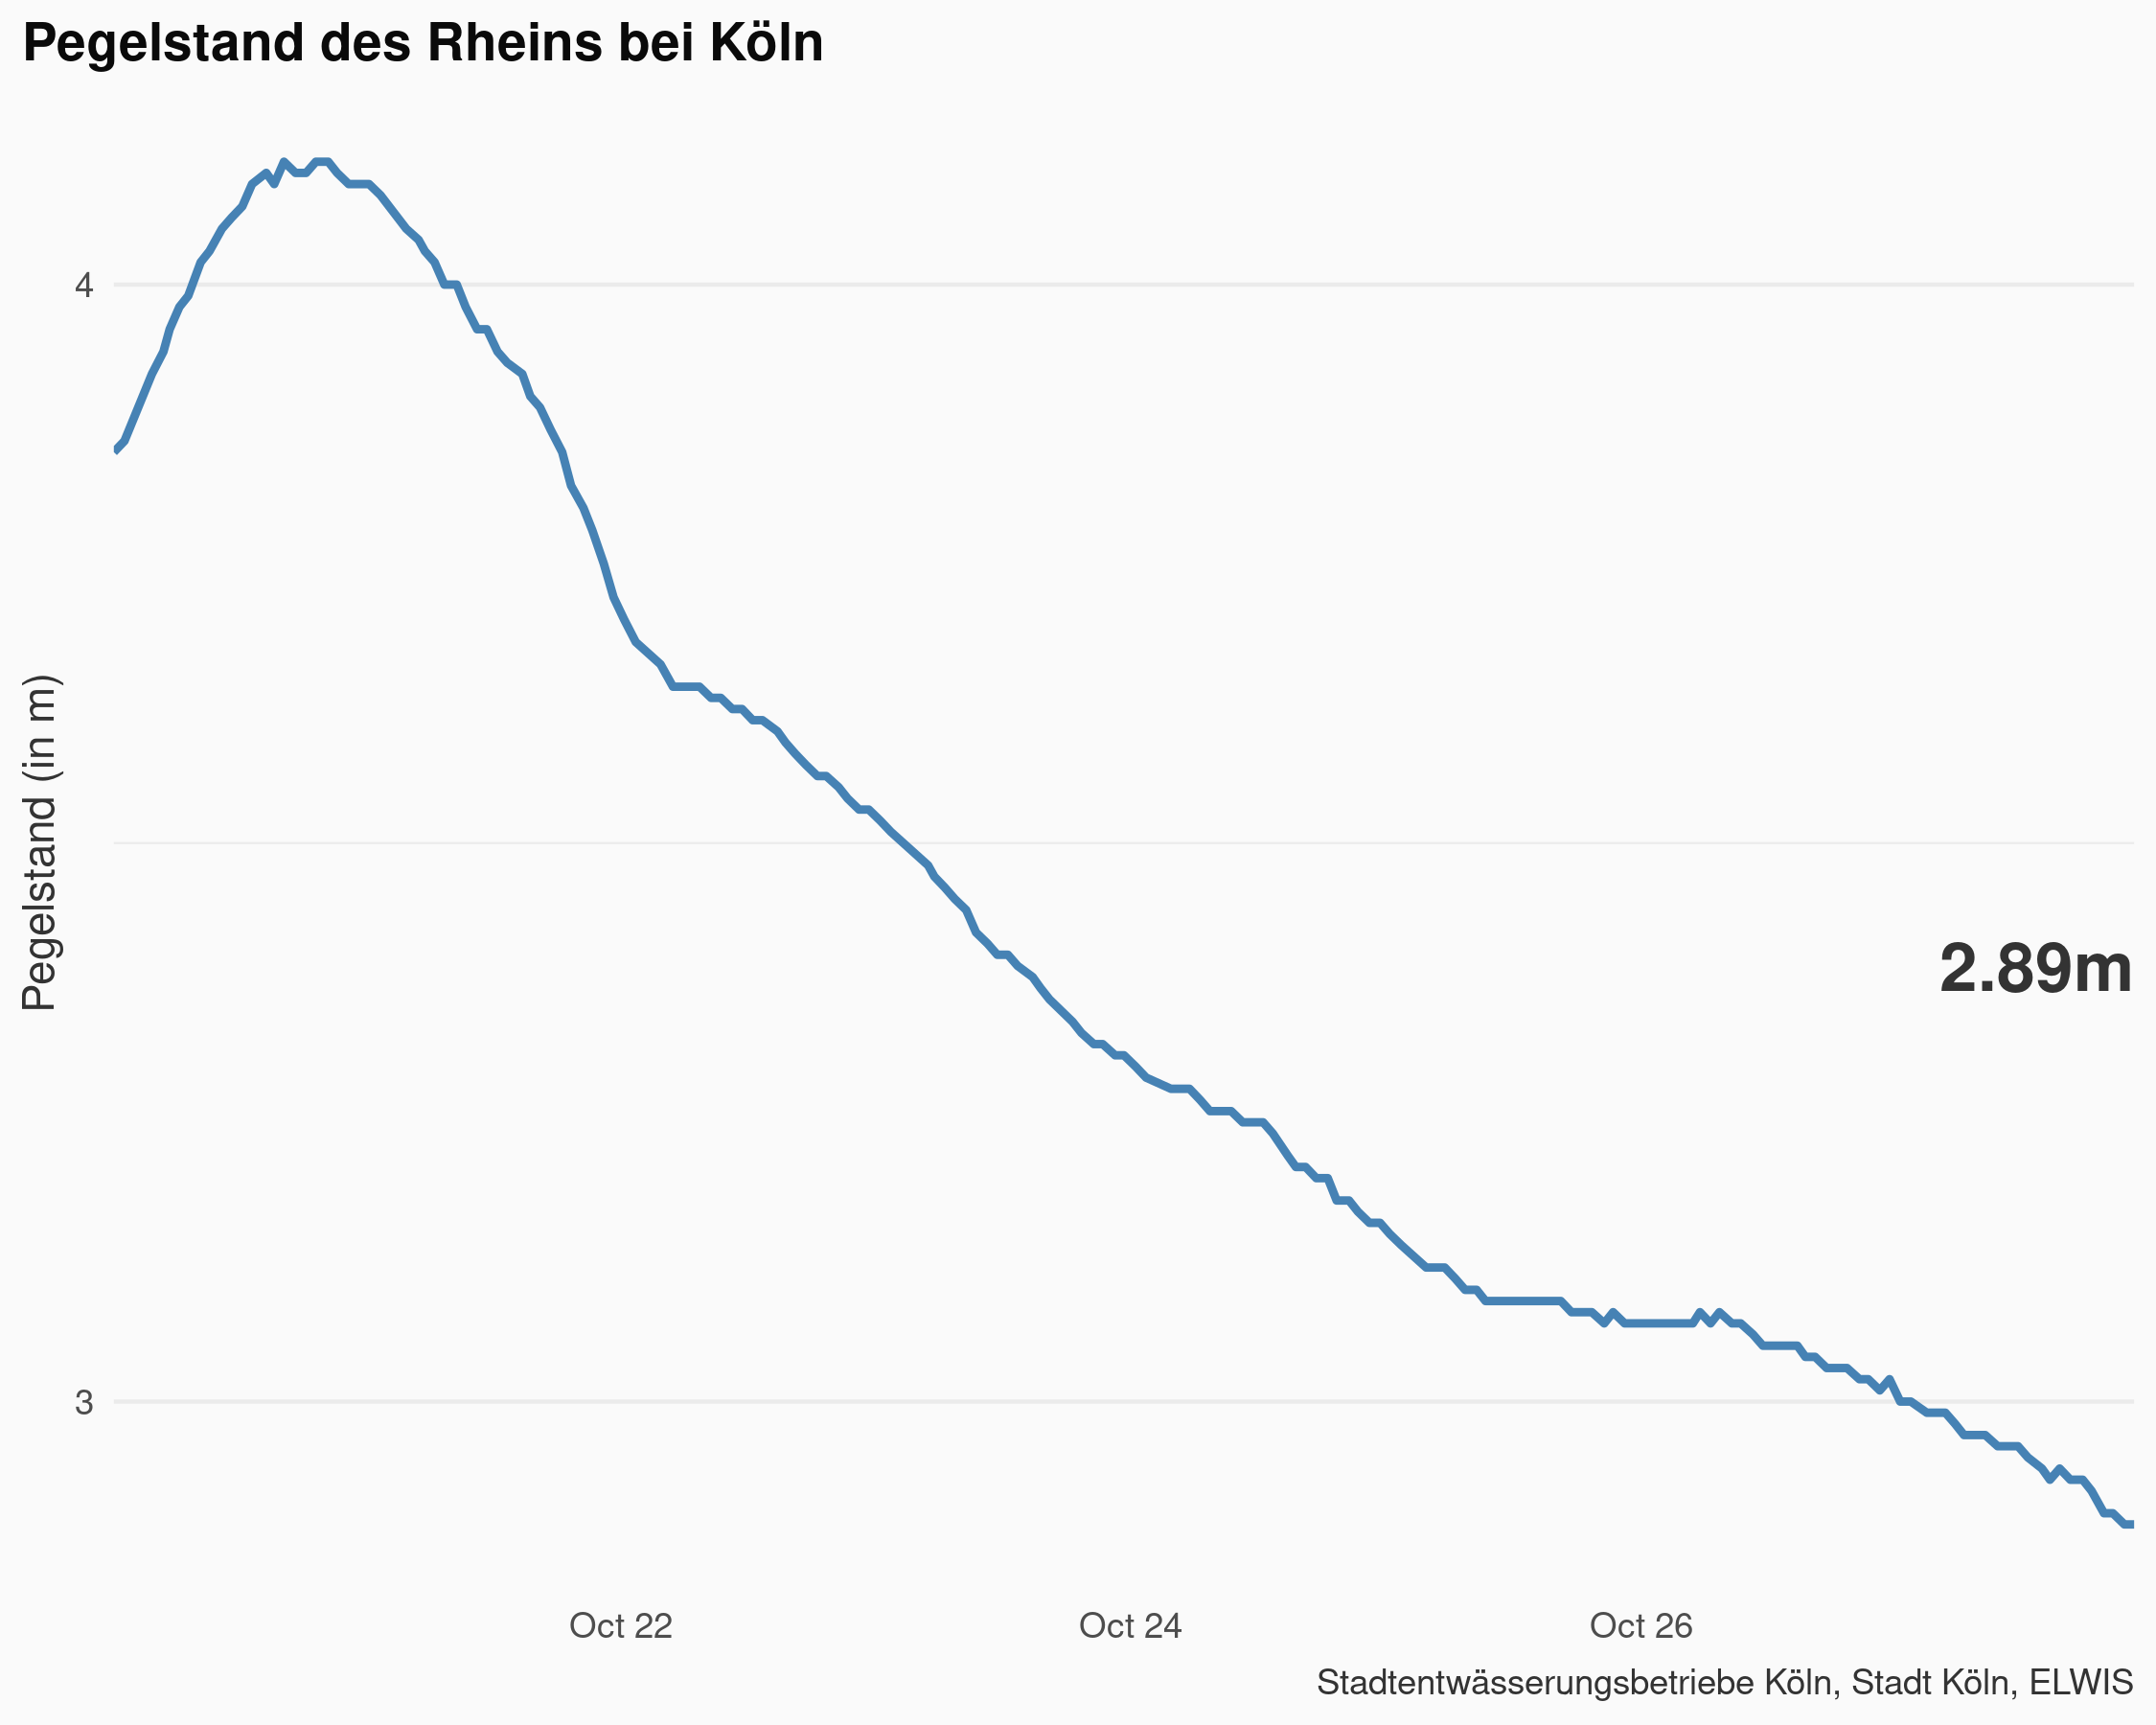 Pegelstand des Rheins bei Köln
Pegelstand (in m)
4
3
2.89m
Oct 22
Oct 24
Oct 26
Stadtentwässerungsbetriebe Köln, Stadt Köln, ELWIS